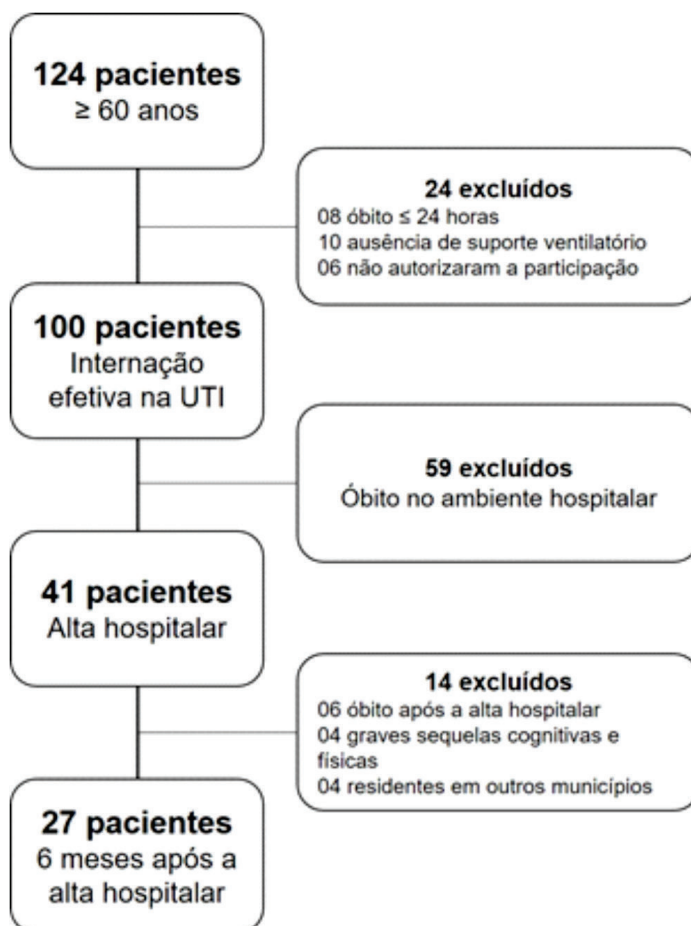 124 pacientes
≥ 60 anos
24 excluídos
08 óbito ≤ 24 horas
10 ausência de suporte ventilatório
06 não autorizaram a participação
100 pacientes
Internação
efetiva na UTI
59 excluídos
Óbito no ambiente hospitalar
41 pacientes
Alta hospitalar
14 excluídos
06 óbito após a alta hospitalar
04 graves sequelas cognitivas e
físicas
04 residentes em outros municípios
27 pacientes
6 meses após a
alta hospitalar